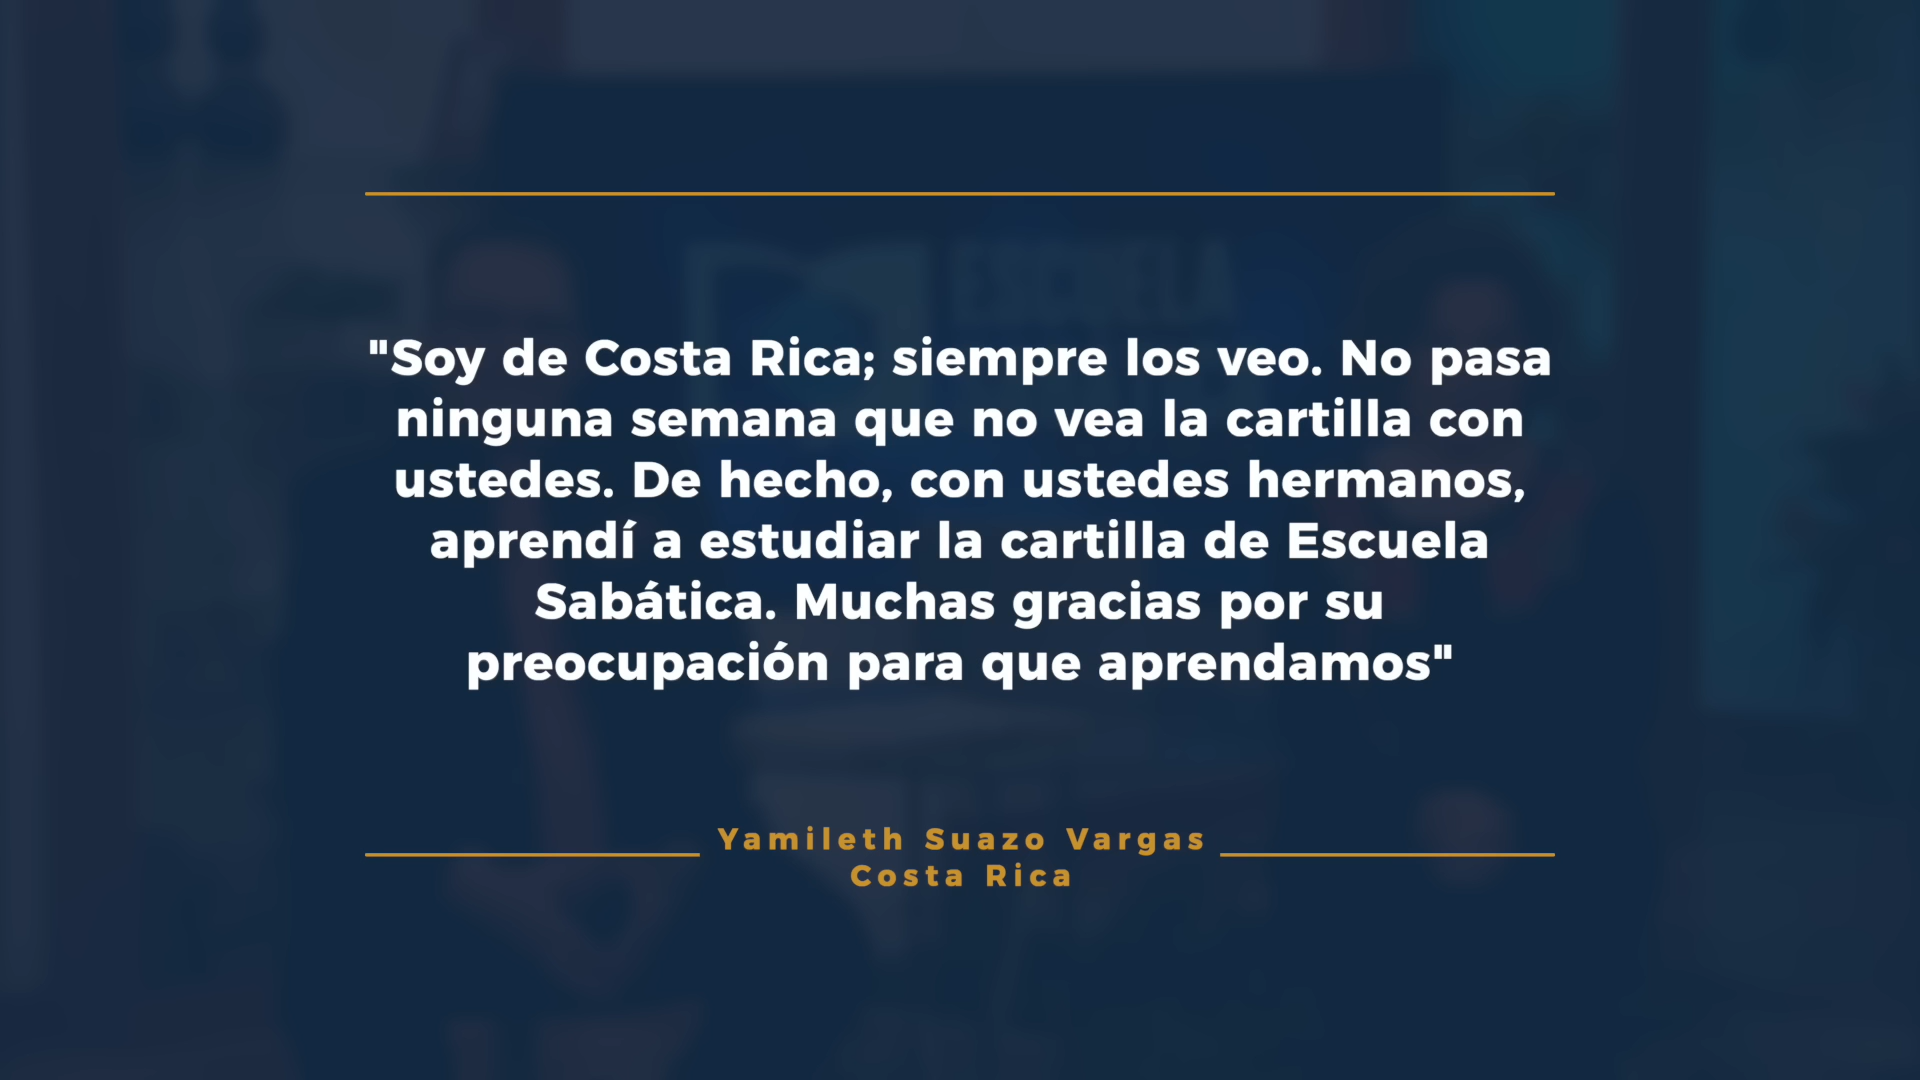 "Soy de Costa Rica; siempre los veo. No pasa
ninguna semana que no vea la cartilla con
ustedes. De hecho, con ustedes hermanos,
aprendí a estudiar la cartilla de Escuela
Sabática. Muchas gracias por su
preocupación para que aprendamos"
Yamileth Suazo Vargas
Costa Rica
ESCUELA